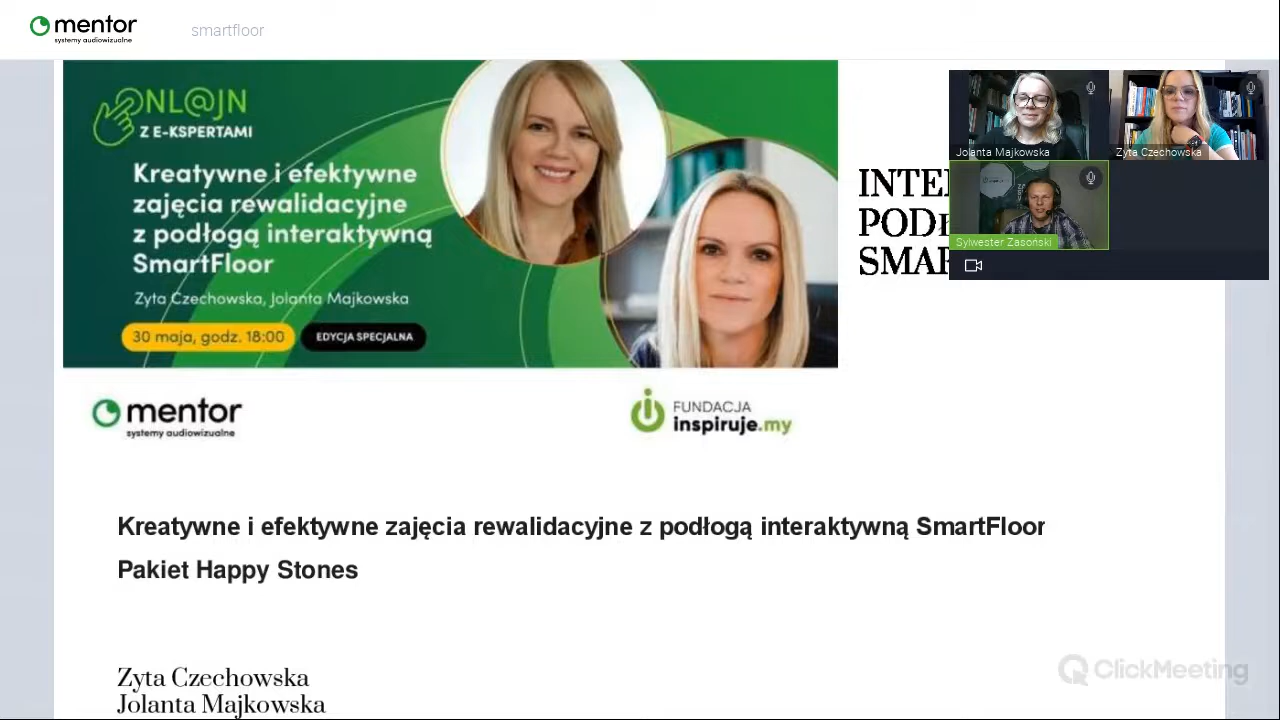 mentor
systemy audiowizualne
smartfloor
ONL@JN
Z E-KSPERTAMI
Kreatywne i efektywne
zajęcia rewalidacyjne
z podłogą interaktywną
SmartFloor
Zyta Czechowska, Jolanta Majkowska
30 maja, godz. 18:00
EDYCJA SPECJALNA
Jolanta Majkowska
Zyta Czechowska
Sylwester Zasoński
mentor
systemy audiowizualne
FUNDACJA
inspiruje.my
Kreatywne i efektywne zajęcia rewalidacyjne z podłogą interaktywną SmartFloor
Pakiet Happy Stones
Zyta Czechowska
Jolanta Majkowska
ClickMeeting